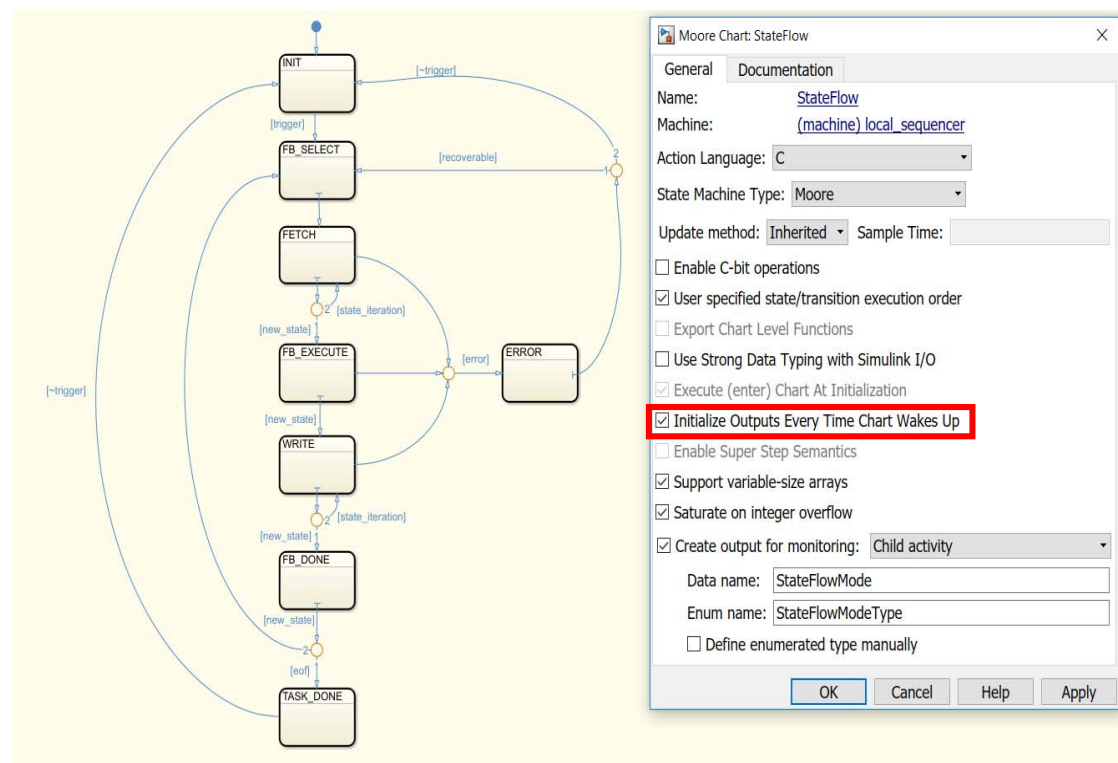 INIT
[~trigger]
[trigger]
FB_SELECT
[recoverable]
2
1
FETCH
2
[state_iteration]
[new_state]
1
FB_EXECUTE
[error]
ERROR
[~trigger]
[new_state]
WRITE
2
[state_iteration]
[new_state]
1
FB_DONE
[new_state]
2
[eof]
1
TASK_DONE
Moore Chart: StateFlow
General Documentation
Name: StateFlow
Machine: (machine) local_sequencer
Action Language: C
State Machine Type: Moore
Update method: Inherited Sample Time:
Enable C-bit operations
User specified state/transition execution order
Export Chart Level Functions
Use Strong Data Typing with Simulink I/O
Execute (enter) Chart At Initialization
Initialize Outputs Every Time Chart Wakes Up
Enable Super Step Semantics
Support variable-size arrays
Saturate on integer overflow
Create output for monitoring: Child activity
Data name: StateFlowMode
Enum name: StateFlowModeType
Define enumerated type manually
OK Cancel Help Apply